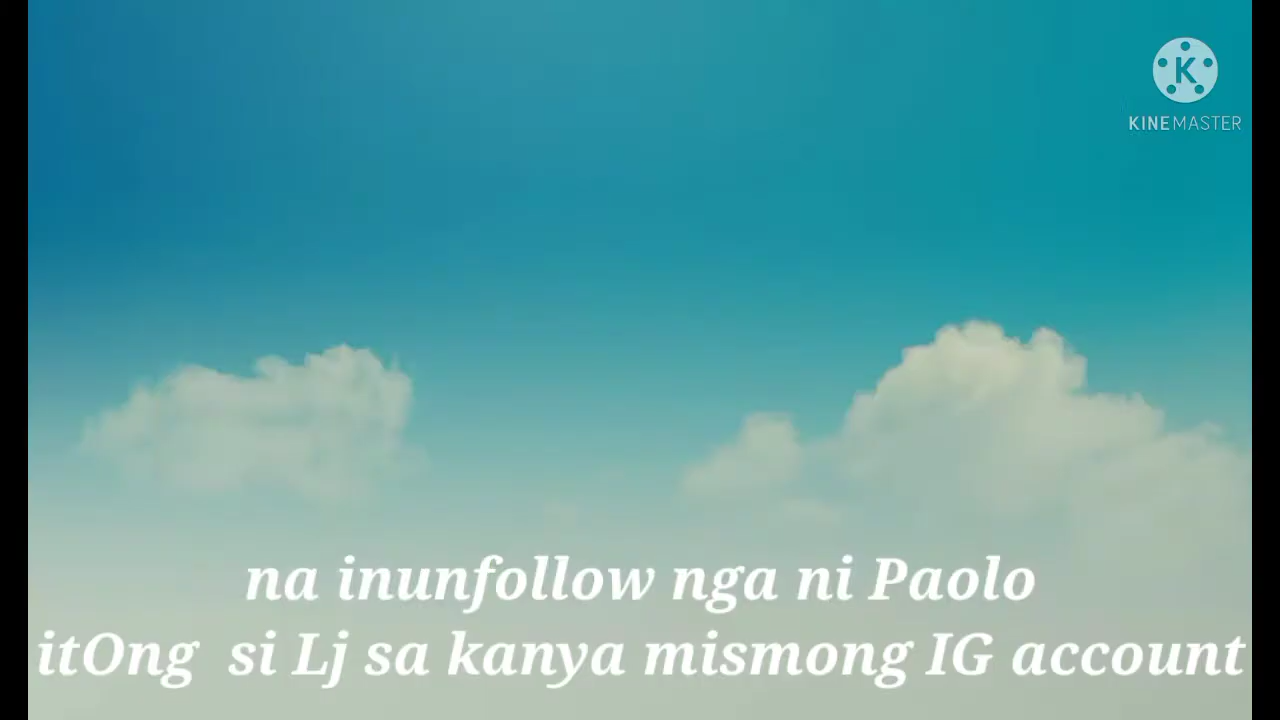 K
KINEMASTER
na inunfollow nga ni Paolo
itOng si Lj sa kanya mismong IG account